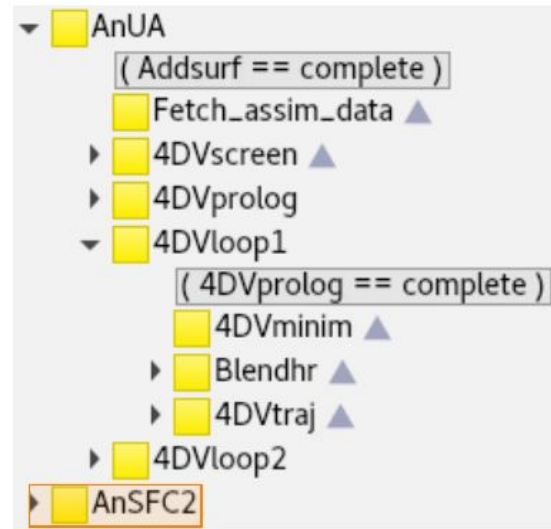 AnUA
( Addsurf == complete )
Fetch_assim_data
4DVscreen
4DVprolog
4DVloop1
( 4DVprolog == complete )
4DVminim
Blendhr
4DVtraj
4DVloop2
AnSFC2